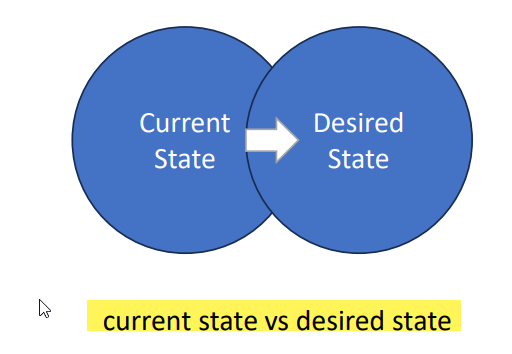 Current
State
Desired
State
current state vs desired state